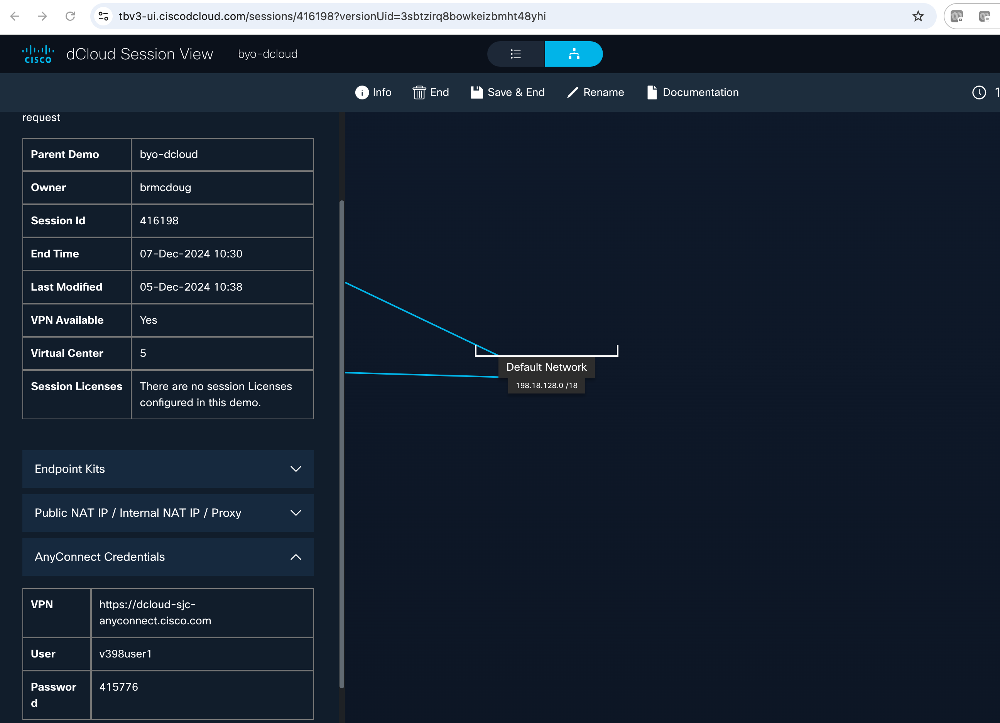 tbv3-ui.ciscodcloud.com/sessions/416198?versionUid=3sbtzirq8bowkeizbmht48yhi
CISCO
dCloud Session View
byo-dcloud
Info
End
Save & End
Rename
Documentation
1
request
Parent Demo
byo-dcloud
Owner
brmcdoug
Session Id
416198
End Time
07-Dec-2024 10:30
Last Modified
05-Dec-2024 10:38
VPN Available
Yes
Virtual Center
5
Session Licenses
There are no session Licenses
configured in this demo.
Default Network
198.18.128.0 /18
Endpoint Kits
Public NAT IP / Internal NAT IP / Proxy
AnyConnect Credentials
VPN
https://dcloud-sjc-
anyconnect.cisco.com
User
v398user1
Passwor
d
415776